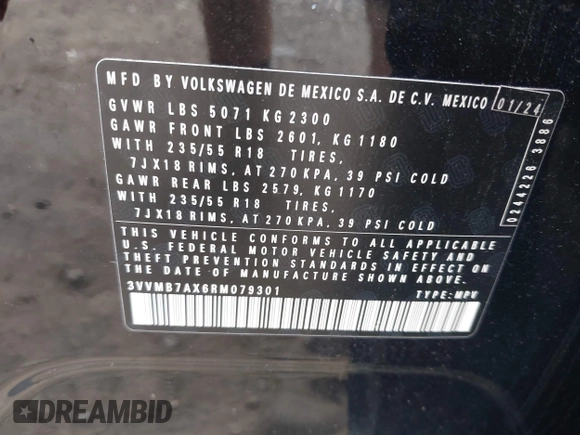 MFD BY VOLKSWAGEN DE MEXICO S.A. DE C.V. MEXICO 01/24
GVWR LBS 5071 KG 2300
GAWR FRONT LBS 2601, KG 1180
WITH 235/55 R18 TIRES,
7JX18 RIMS, AT 270 KPA, 39 PSI COLD
GAWR REAR LBS 2579, KG 1170
WITH 235/55 R18 TIRES,
7JX18 RIMS, AT 270 KPA, 39 PSI COLD
THIS VEHICLE CONFORMS TO ALL APPLICABLE
U.S. FEDERAL MOTOR VEHICLE SAFETY AND
THEFT PREVENTION STANDARDS IN EFFECT ON
THE DATE OF MANUFACTURE SHOWN ABOVE.
3VVMB7AX6RM079301 TYPE: MPV
0244226 3886
DREAMBID